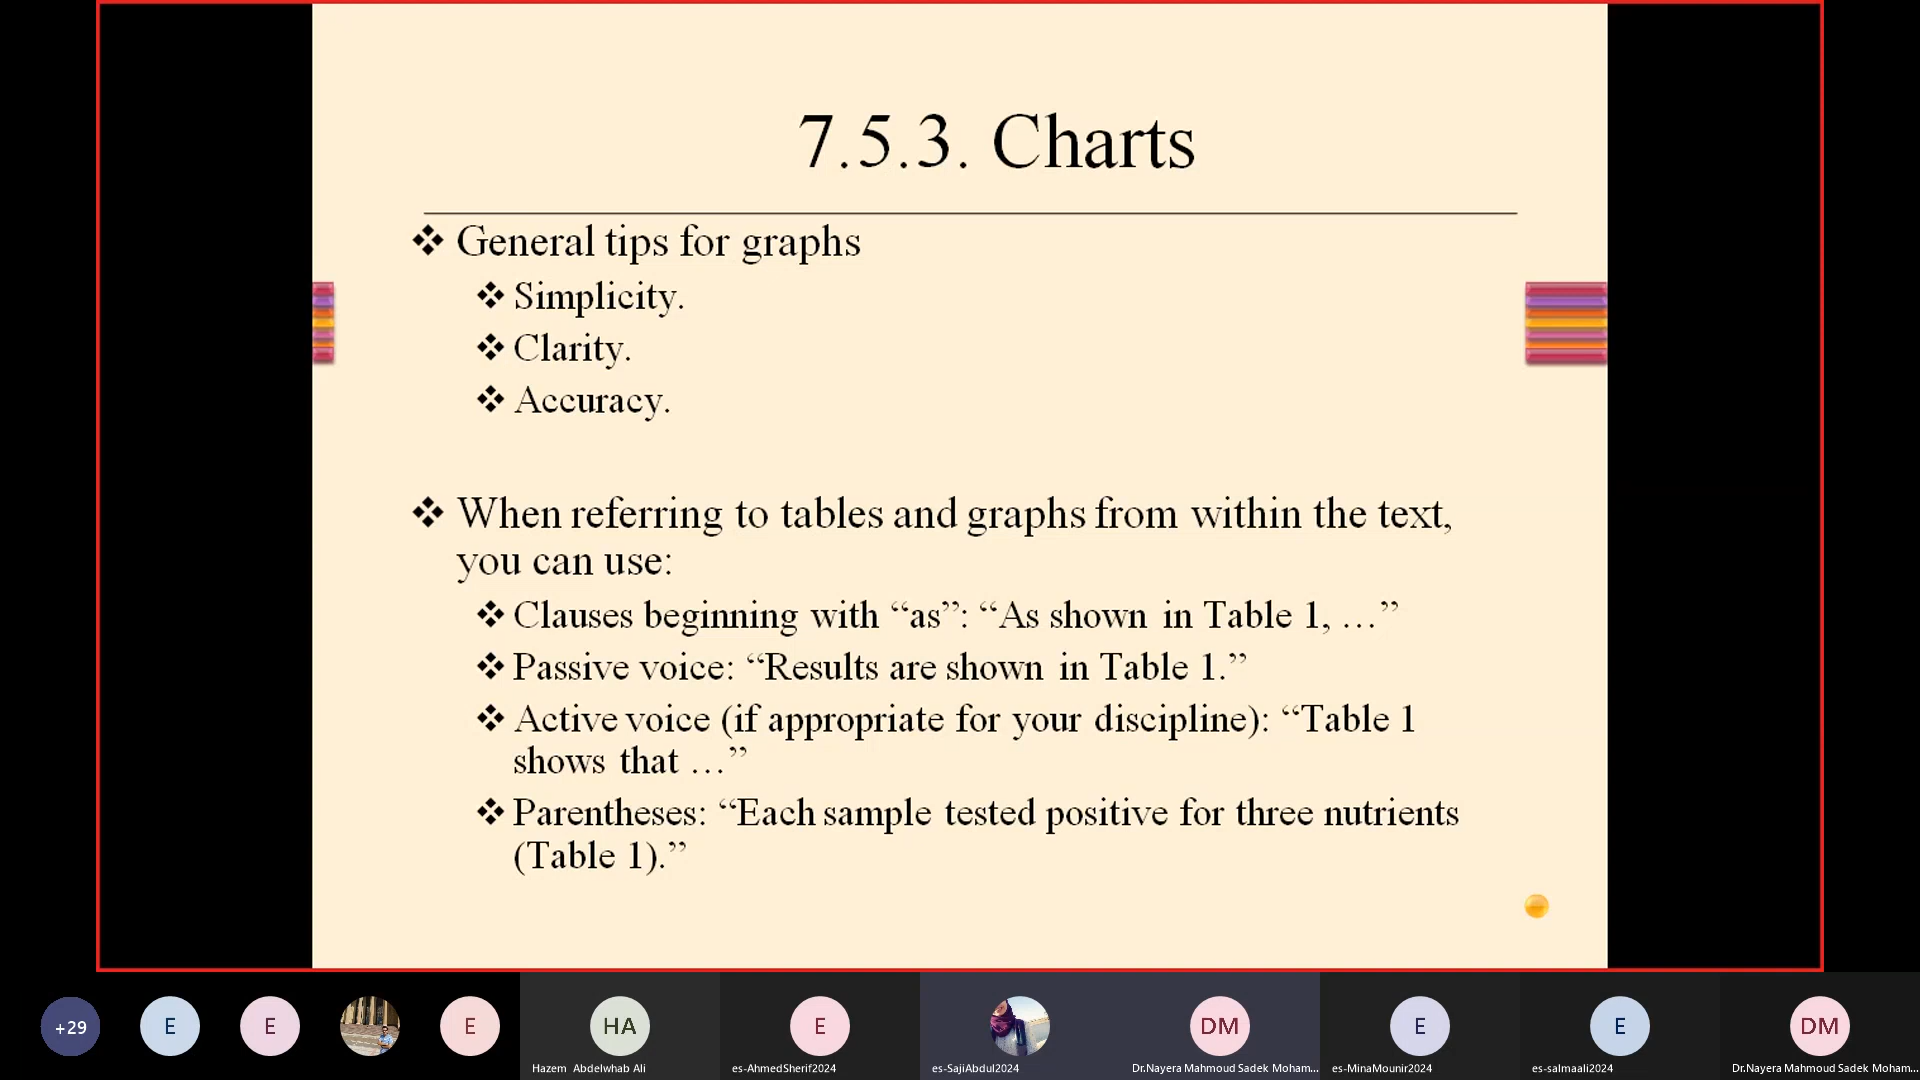 7.5.3. Charts
❖ General tips for graphs
❖ Simplicity.
❖ Clarity.
❖ Accuracy.
❖ When referring to tables and graphs from within the text,
you can use:
❖ Clauses beginning with “as”: “As shown in Table 1, …”
❖ Passive voice: “Results are shown in Table 1.”
❖ Active voice (if appropriate for your discipline): “Table 1
shows that …”
❖ Parentheses: “Each sample tested positive for three nutrients
(Table 1).”
+29
E
E
E
HA
E
DM
E
E
DM
Hazem Abdelwhab Ali
es-AhmedSherif2024
es-SajiAbdul2024
Dr.Nayera Mahmoud Sadek Moham...
es-MinaMounir2024
es-salmaali2024
Dr.Nayera Mahmoud Sadek Moham...